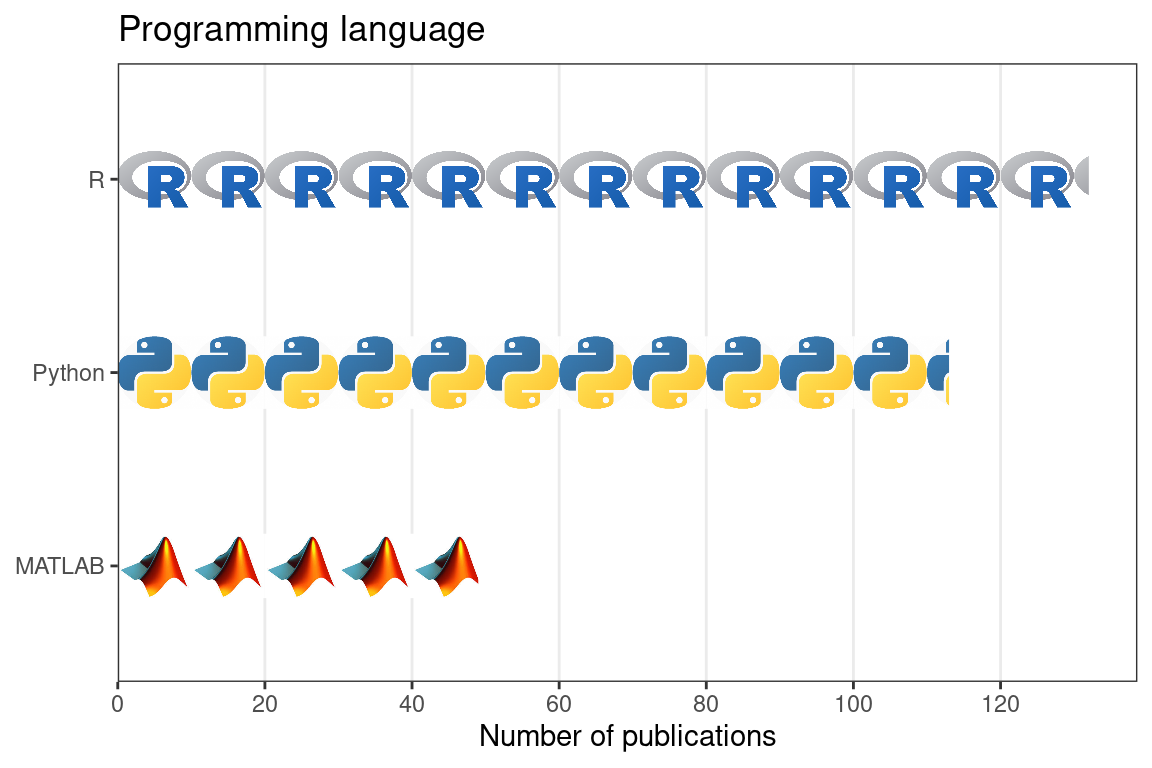 Programming language
R
R R R R R R R R R R R R R
Python
MATLAB
0 20 40 60 80 100 120
Number of publications